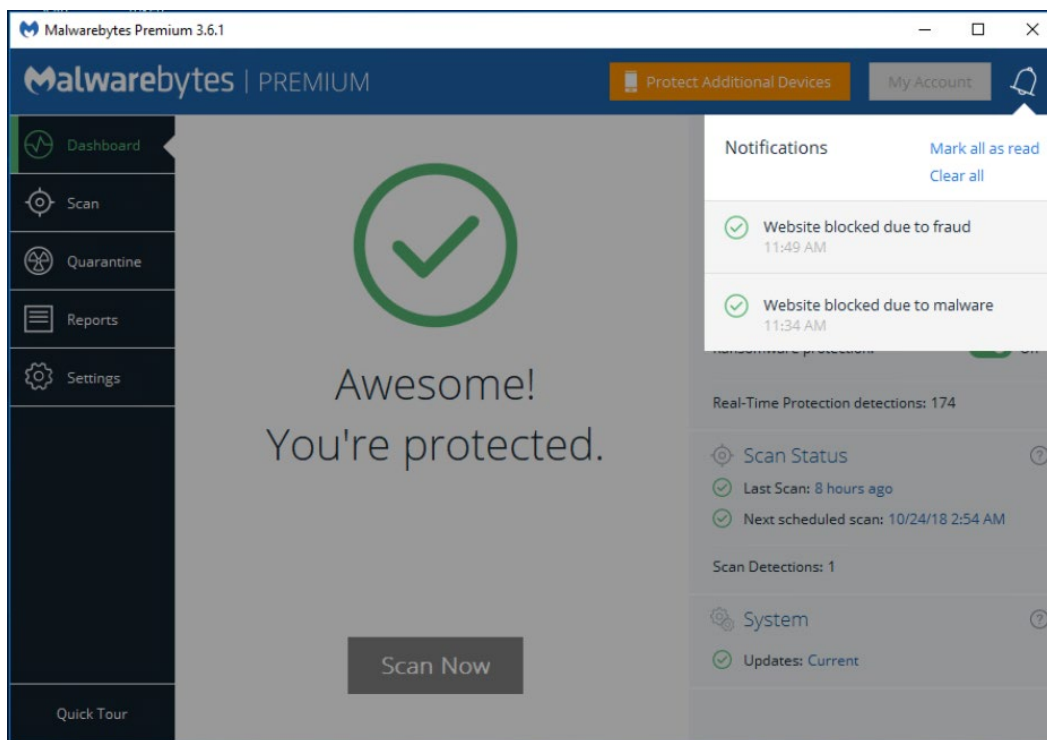 Malwarebytes Premium 3.6.1
Malwarebytes | PREMIUM
Protect Additional Devices
My Account
Dashboard
Scan
Quarantine
Reports
Settings
Quick Tour
Awesome!
You're protected.
Scan Now
Notifications
Mark all as read
Clear all
Website blocked due to fraud
11:49 AM
Website blocked due to malware
11:34 AM
Real-Time Protection detections: 174
Scan Status
Last Scan: 8 hours ago
Next scheduled scan: 10/24/18 2:54 AM
Scan Detections: 1
System
Updates: Current